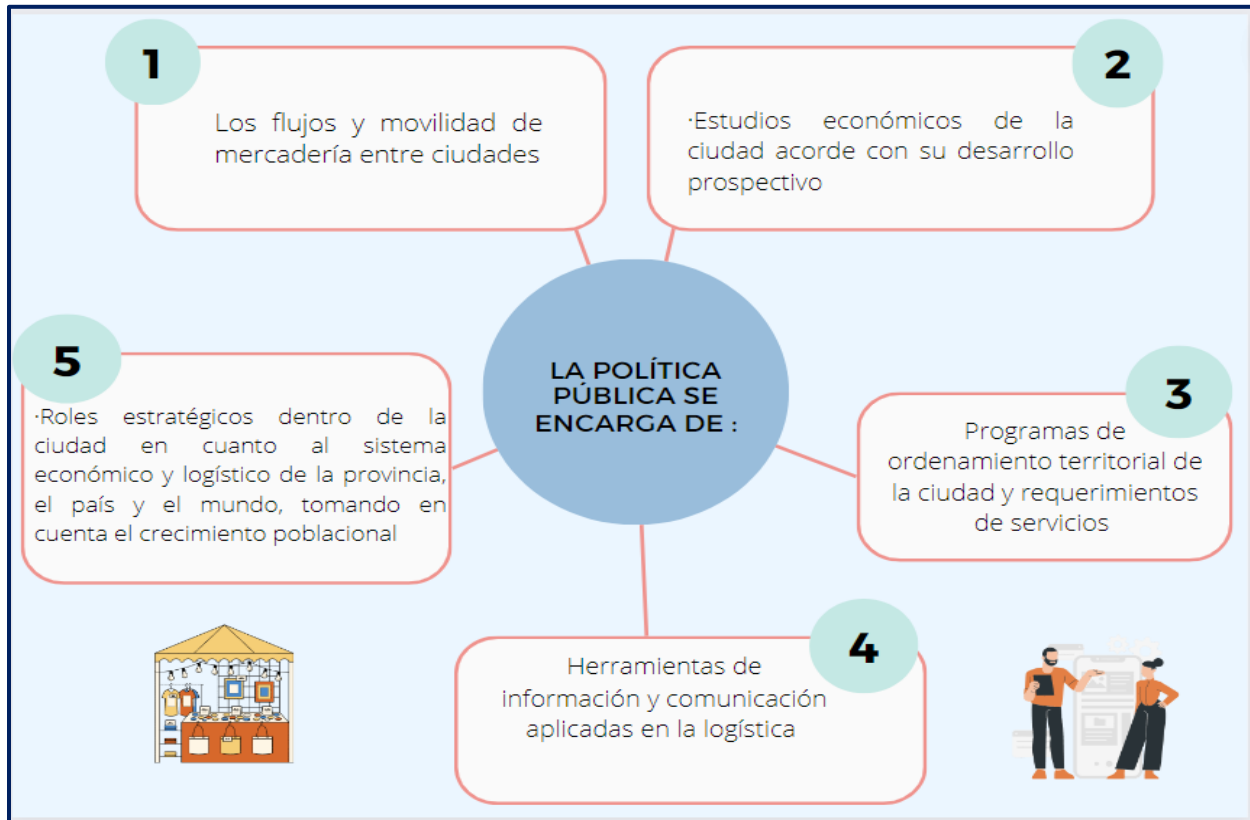 1
Los flujos y movilidad de
mercadería entre ciudades
2
·Estudios económicos de la
ciudad acorde con su desarrollo
prospectivo
LA POLÍTICA
PÚBLICA SE
ENCARGA DE :
3
Programas de
ordenamiento territorial de
la ciudad y requerimientos
de servicios
4
Herramientas de
información y comunicación
aplicadas en la logística
5
·Roles estratégicos dentro de la
ciudad en cuanto al sistema
económico y logístico de la provincia,
el país y el mundo, tomando en
cuenta el crecimiento poblacional